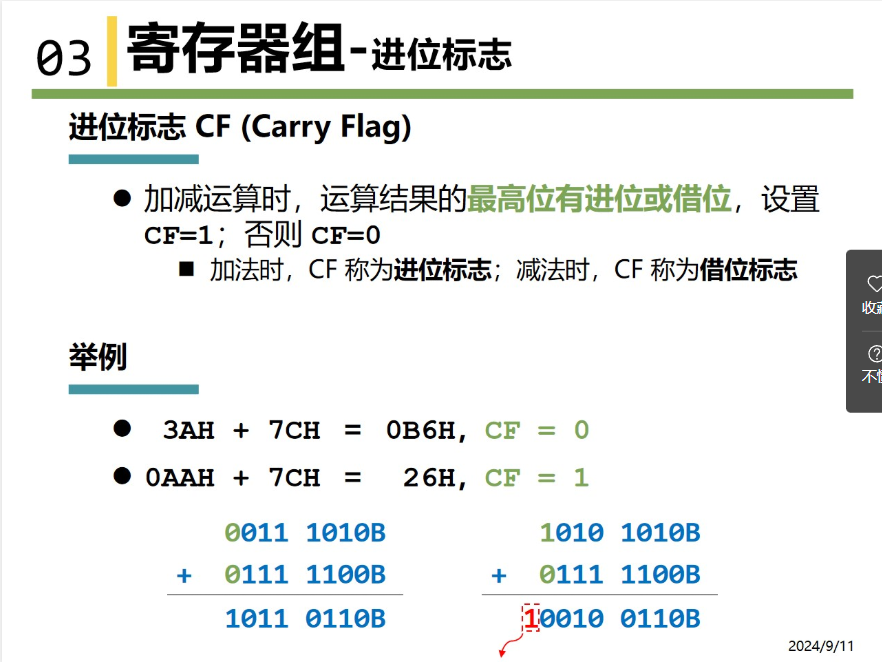 03 寄存器组-进位标志
进位标志 CF (Carry Flag)
● 加减运算时，运算结果的最高位有进位或借位，设置
CF=1；否则 CF=0
■ 加法时，CF 称为进位标志；减法时，CF 称为借位标志
收藏
举例
● 3AH + 7CH = 0B6H, CF = 0
● 0AAH + 7CH = 26H, CF = 1
0011 1010B
+ 0111 1100B
1011 0110B
1010 1010B
+ 0111 1100B
10010 0110B
2024/9/11